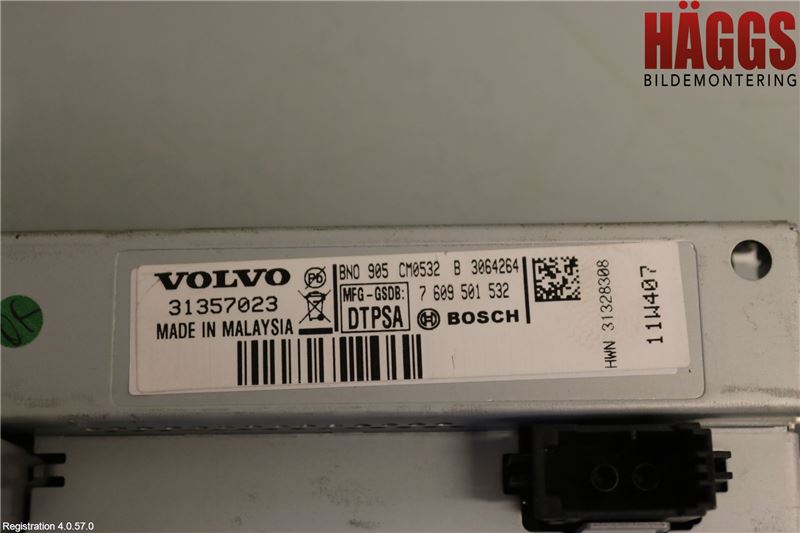 HÄGGS
BILDEMONTERING
VOLVO
31357023
MADE IN MALAYSIA
BNO 905 CM0532 B 3064264
MFG-GSDB:
DTPSA
7 609 501 532
BOSCH
HWN 31328308
11W407
Registration 4.0.57.0